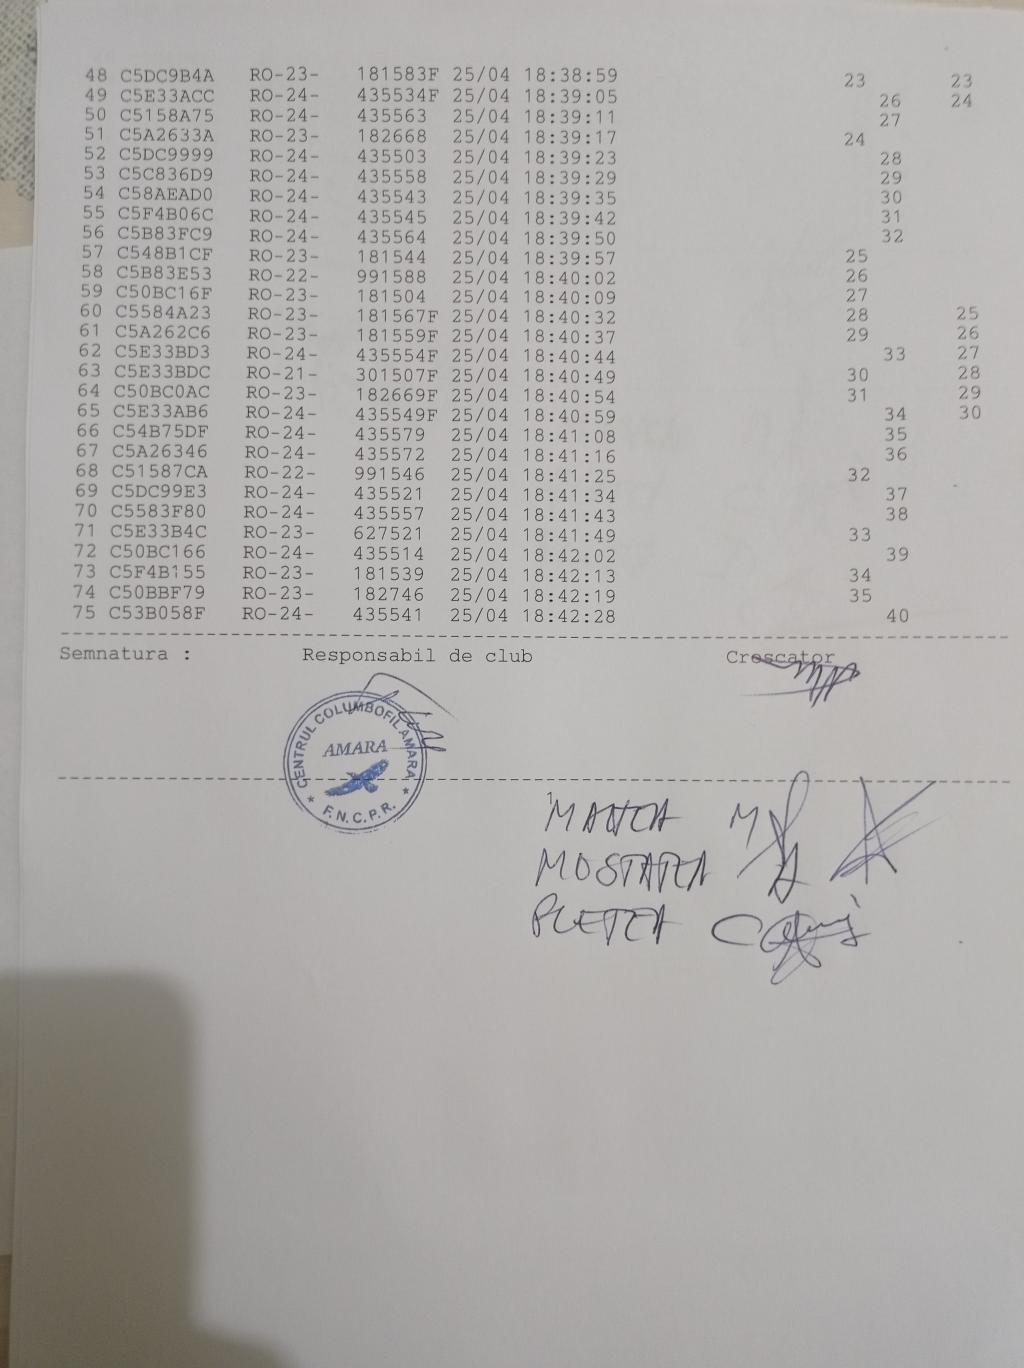 48 C5DC9B4A RO-23- 181583F 25/04 18:38:59 23 23
49 C5E33ACC RO-24- 435534F 25/04 18:39:05 26 24
50 C5158A75 RO-24- 435563 25/04 18:39:11 27
51 C5A2633A RO-23- 182668 25/04 18:39:17 24
52 C5DC9999 RO-24- 435503 25/04 18:39:23 28
53 C5C836D9 RO-24- 435558 25/04 18:39:29 29
54 C58AEAD0 RO-24- 435543 25/04 18:39:35 30
55 C5F4B06C RO-24- 435545 25/04 18:39:42 31
56 C5B83FC9 RO-24- 435564 25/04 18:39:50 32
57 C548B1CF RO-23- 181544 25/04 18:39:57 25
58 C5B83E53 RO-22- 991588 25/04 18:40:02 26
59 C50BC16F RO-23- 181504 25/04 18:40:09 27
60 C5584A23 RO-23- 181567F 25/04 18:40:32 28 25
61 C5A262C6 RO-23- 181559F 25/04 18:40:37 29 26
62 C5E33BD3 RO-24- 435554F 25/04 18:40:44 33 27
63 C5E33BDC RO-21- 301507F 25/04 18:40:49 30 28
64 C50BC0AC RO-23- 182669F 25/04 18:40:54 31 29
65 C5E33AB6 RO-24- 435549F 25/04 18:40:59 34 30
66 C54B75DF RO-24- 435579 25/04 18:41:08 35
67 C5A26346 RO-24- 435572 25/04 18:41:16 36
68 C51587CA RO-22- 991546 25/04 18:41:25 32
69 C5DC99E3 RO-24- 435521 25/04 18:41:34 37
70 C5583F80 RO-24- 435557 25/04 18:41:43 38
71 C5E33B4C RO-23- 627521 25/04 18:41:49 33
72 C50BC166 RO-24- 435514 25/04 18:42:02 39
73 C5F4B155 RO-23- 181539 25/04 18:42:13 34
74 C50BBF79 RO-23- 182746 25/04 18:42:19 35
75 C53B058F RO-24- 435541 25/04 18:42:28 40
Semnatura : Responsabil de club Crescator
CENTRUL COLUMBOFIL AMARA
AMARA
F.N.C.P.R.
MANTA M
MOSTATEA
PLETEA